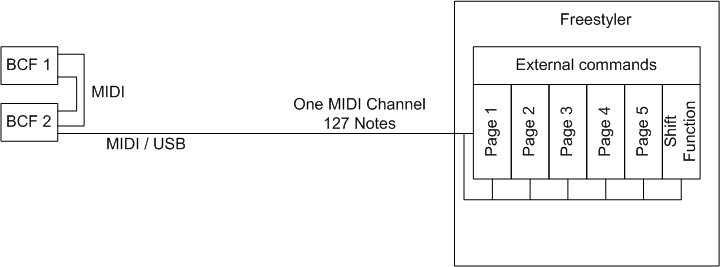 Freestyler
BCF 1
External commands
MIDI
One MIDI Channel
BCF 2
127 Notes
MIDI / USB
Page 1
Page 2
Page 3
Page 4
Page 5
Shift
Function